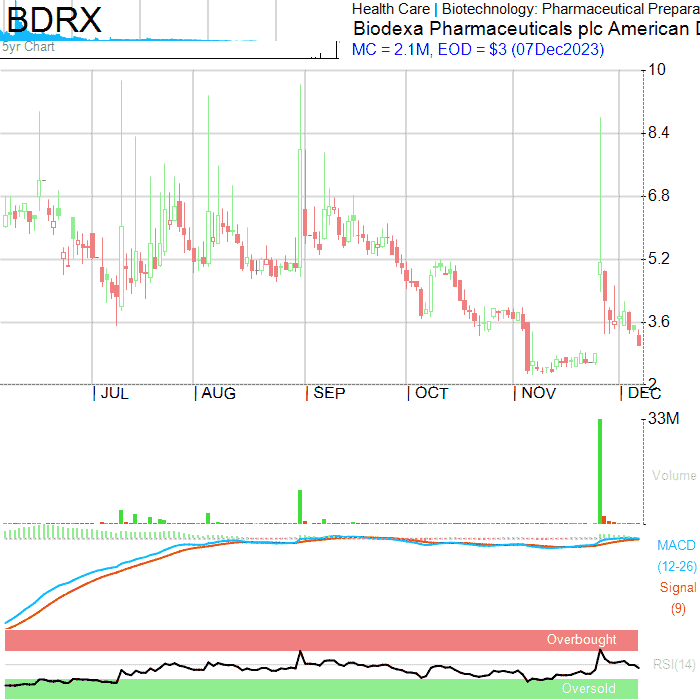 BDRX
Health Care | Biotechnology: Pharmaceutical Prepara
Biodexa Pharmaceuticals plc American D
5yr Chart
MC = 2.1M, EOD = $3 (07Dec2023)
10
8.4
6.8
5.2
3.6
2
JUL
AUG
SEP
OCT
NOV
DEC
33M
Volume
MACD
(12-26)
Signal
(9)
Overbought
RSI(14)
Oversold